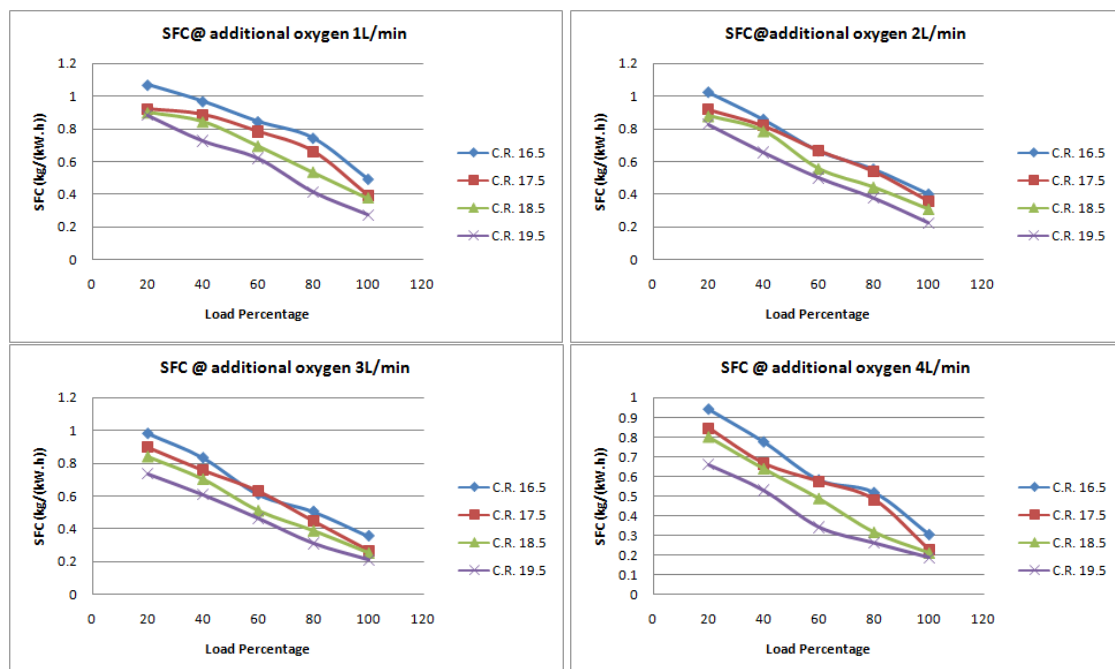 SFC@ additional oxygen 1L/min
1.2
1
0.8
0.6
0.4
0.2
0
SFC (kg/(kW.h))
0 20 40 60 80 100 120
Load Percentage
C.R. 16.5
C.R. 17.5
C.R. 18.5
C.R. 19.5
SFC@additional oxygen 2L/min
1.2
1
0.8
0.6
0.4
0.2
0
SFC (kg/(kW.h))
0 20 40 60 80 100 120
Load Percentage
C.R. 16.5
C.R. 17.5
C.R. 18.5
C.R. 19.5
SFC @ additional oxygen 3L/min
1.2
1
0.8
0.6
0.4
0.2
0
SFC (kg/(kW.h))
0 20 40 60 80 100 120
Load Percentage
C.R. 16.5
C.R. 17.5
C.R. 18.5
C.R. 19.5
SFC @ additional oxygen 4L/min
1
0.9
0.8
0.7
0.6
0.5
0.4
0.3
0.2
0.1
0
SFC (kg/(kW.h))
0 20 40 60 80 100 120
Load Percentage
C.R. 16.5
C.R. 17.5
C.R. 18.5
C.R. 19.5